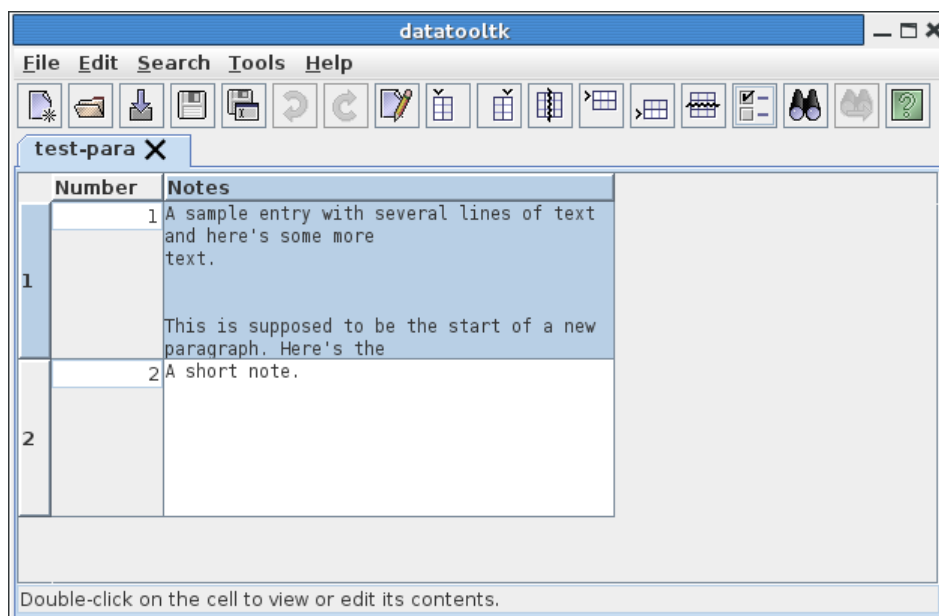 datatooltk
File Edit Search Tools Help
test-para
Number Notes
1
1
A sample entry with several lines of text
and here's some more
text.
This is supposed to be the start of a new
paragraph. Here's the
2
2
A short note.
Double-click on the cell to view or edit its contents.